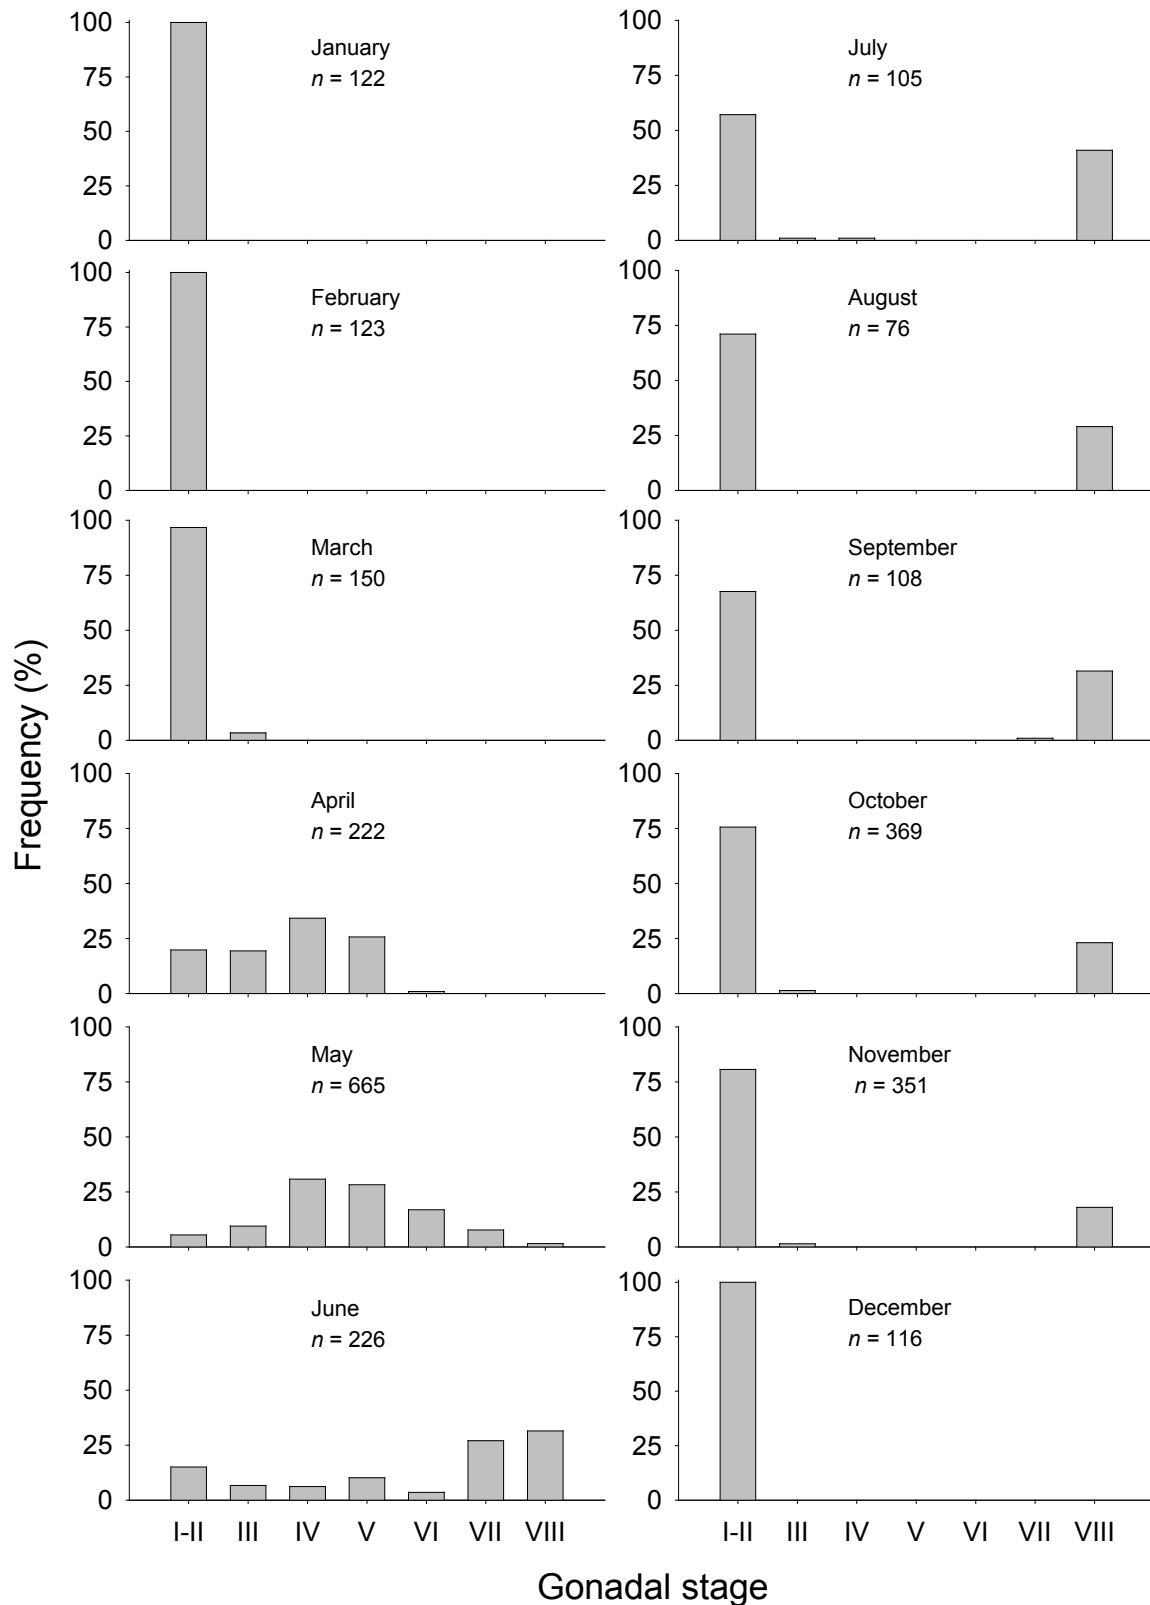 Frequency (%)
100
75
50
25
0
January
n = 122
100
75
50
25
0
February
n = 123
100
75
50
25
0
March
n = 150
100
75
50
25
0
April
n = 222
100
75
50
25
0
May
n = 665
100
75
50
25
0
June
n = 226
I-II III IV V VI VII VIII
100
75
50
25
0
July
n = 105
100
75
50
25
0
August
n = 76
100
75
50
25
0
September
n = 108
100
75
50
25
0
October
n = 369
100
75
50
25
0
November
n = 351
100
75
50
25
0
December
n = 116
I-II III IV V VI VII VIII
Gonadal stage